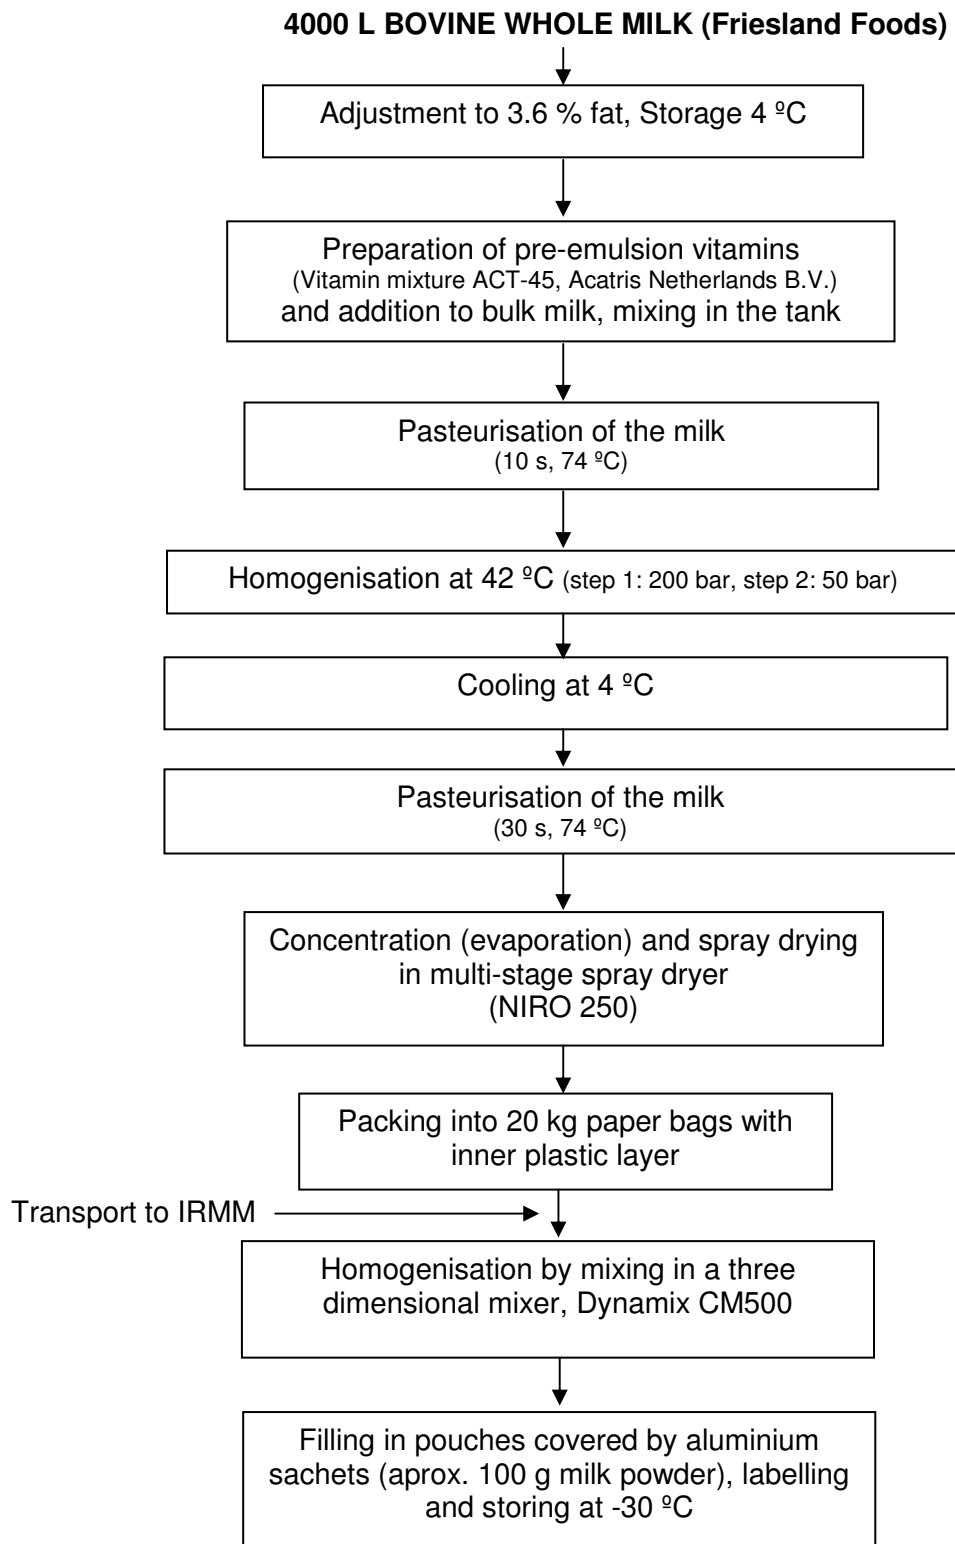 4000 L BOVINE WHOLE MILK (Friesland Foods)
Adjustment to 3.6 % fat, Storage 4 ºC
Preparation of pre-emulsion vitamins
(Vitamin mixture ACT-45, Acatris Netherlands B.V.)
and addition to bulk milk, mixing in the tank
Pasteurisation of the milk
(10 s, 74 ºC)
Homogenisation at 42 ºC (step 1: 200 bar, step 2: 50 bar)
Cooling at 4 ºC
Pasteurisation of the milk
(30 s, 74 ºC)
Concentration (evaporation) and spray drying
in multi-stage spray dryer
(NIRO 250)
Packing into 20 kg paper bags with
inner plastic layer
Transport to IRMM
Homogenisation by mixing in a three
dimensional mixer, Dynamix CM500
Filling in pouches covered by aluminium
sachets (aprox. 100 g milk powder), labelling
and storing at -30 ºC